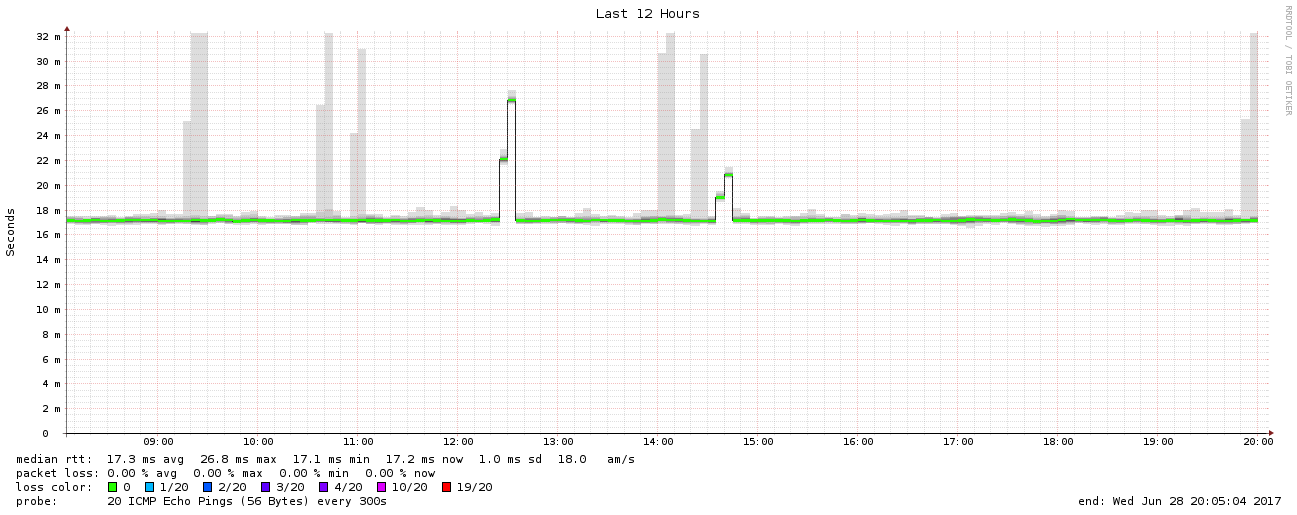 Last 12 Hours
RRDTOOL / TOBI OETIKER
Seconds
32 m
30 m
28 m
26 m
24 m
22 m
20 m
18 m
16 m
14 m
12 m
10 m
8 m
6 m
4 m
2 m
0
09:00 10:00 11:00 12:00 13:00 14:00 15:00 16:00 17:00 18:00 19:00 20:00
median rtt: 17.3 ms avg 26.8 ms max 17.1 ms min 17.2 ms now 1.0 ms sd 18.0 am/s
packet loss: 0.00 % avg 0.00 % max 0.00 % min 0.00 % now
loss color: 0 1/20 2/20 3/20 4/20 10/20 19/20
probe: 20 ICMP Echo Pings (56 Bytes) every 300s end: Wed Jun 28 20:05:04 2017